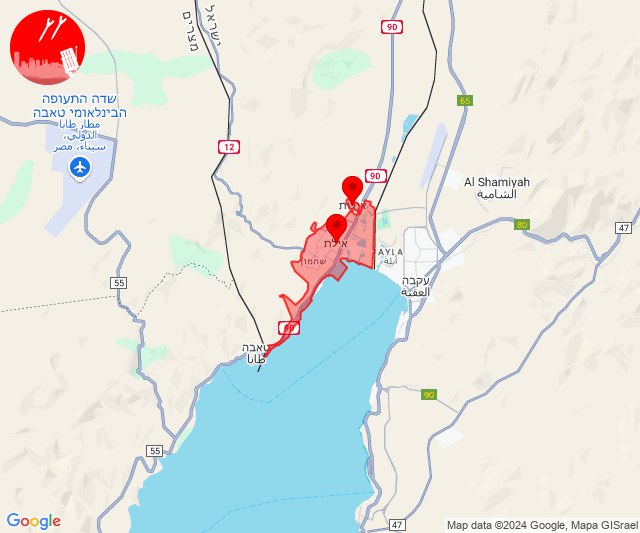 ישראל
מצרים
90
שדה התעופה
הבינלאומי טאבה
مطار طابا
الدولي،
سيناء، مصر
65
12
90
Al Shamiyah
الشامية
אילת
80
47
AYLA
أيلة
שחמון
עקבה
العقبة
55
90
טאבה
طابا
90
55
47
Google
Map data ©2024 Google, Mapa GISrael